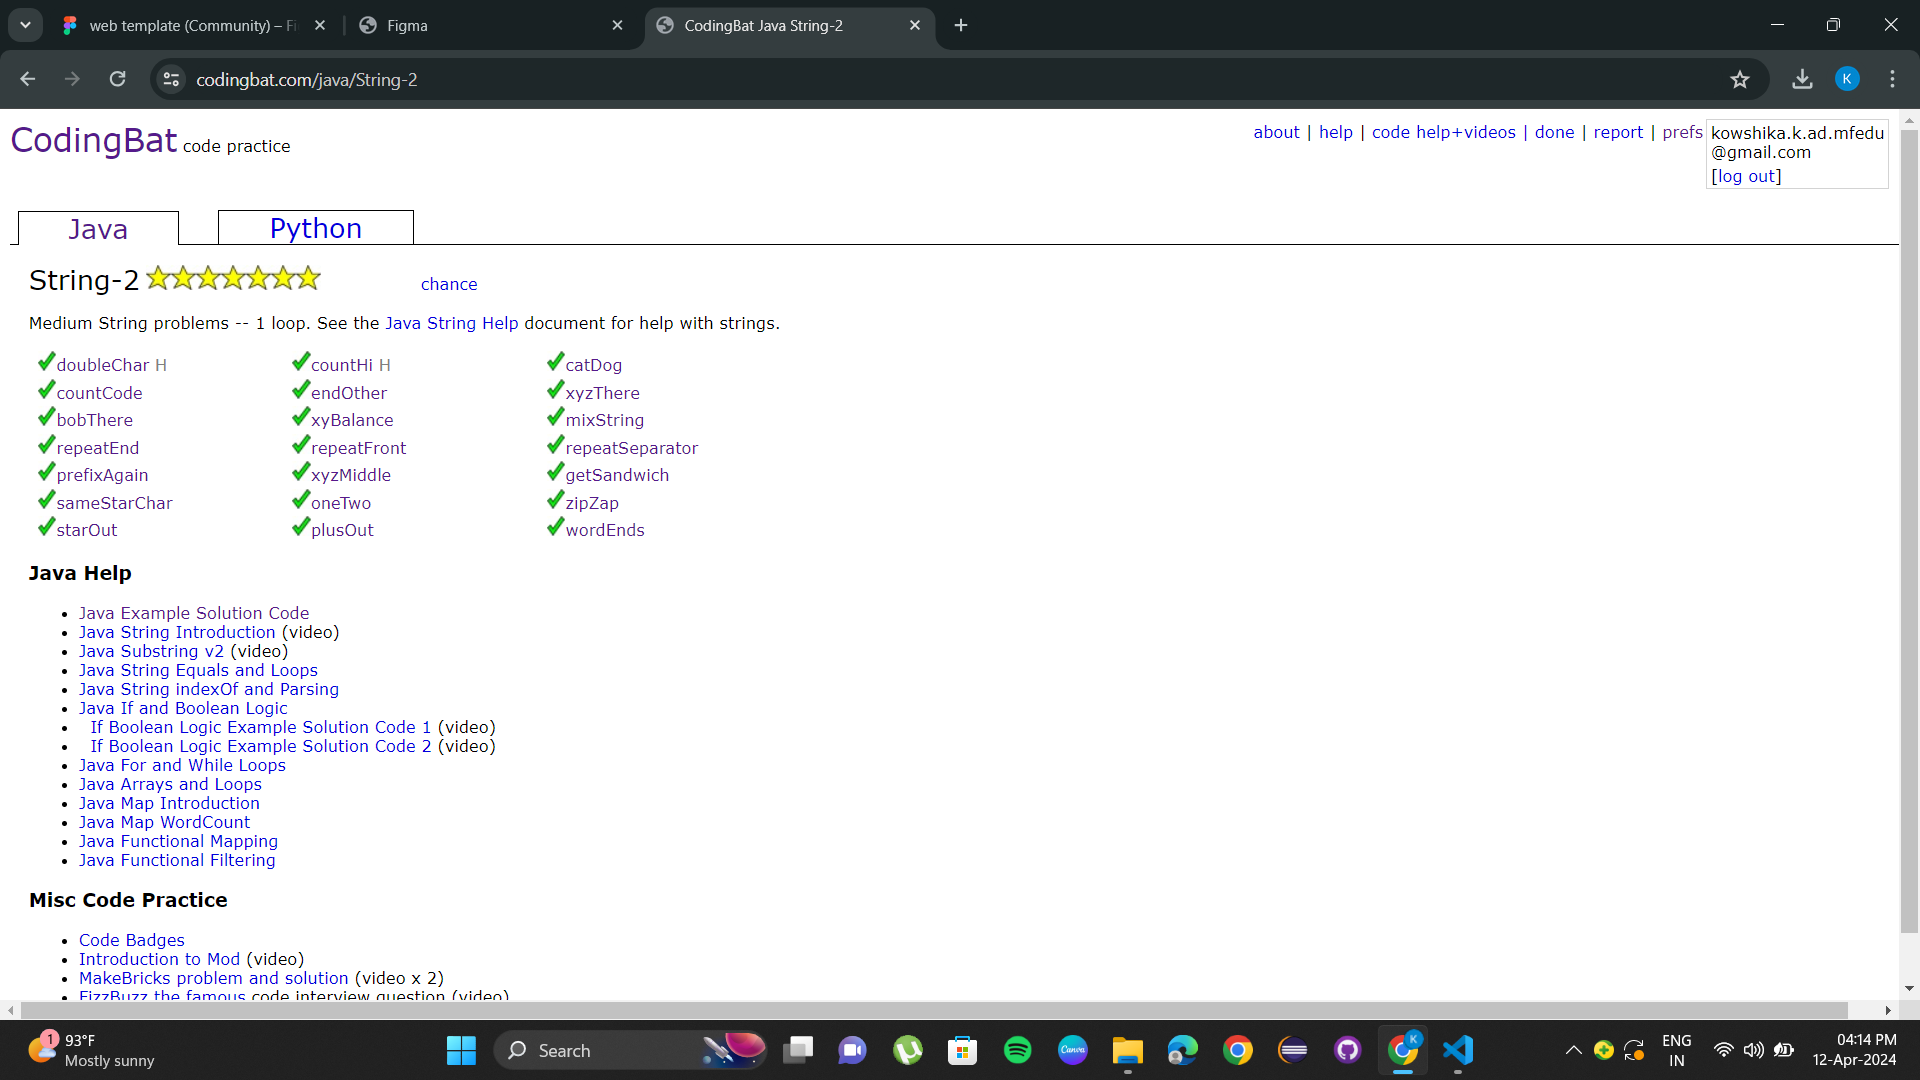 web template (Community) – Fi
Figma
CodingBat Java String-2
codingbat.com/java/String-2
K
CodingBat code practice
about | help | code help+videos | done | report | prefs
kowshika.k.ad.mfedu
@gmail.com
[log out]
Java
Python
String-2
chance
Medium String problems -- 1 loop. See the Java String Help document for help with strings.
doubleChar H
countHi H
catDog
countCode
endOther
xyzThere
bobThere
xyBalance
mixString
repeatEnd
repeatFront
repeatSeparator
prefixAgain
xyzMiddle
getSandwich
sameStarChar
oneTwo
zipZap
starOut
plusOut
wordEnds
Java Help
Java Example Solution Code
Java String Introduction (video)
Java Substring v2 (video)
Java String Equals and Loops
Java String indexOf and Parsing
Java If and Boolean Logic
If Boolean Logic Example Solution Code 1 (video)
If Boolean Logic Example Solution Code 2 (video)
Java For and While Loops
Java Arrays and Loops
Java Map Introduction
Java Map WordCount
Java Functional Mapping
Java Functional Filtering
Misc Code Practice
Code Badges
Introduction to Mod (video)
MakeBricks problem and solution (video x 2)
FizzBuzz the famous code interview question (video)
1
93°F
Mostly sunny
Search
Canva
K
ENG
IN
04:14 PM
12-Apr-2024